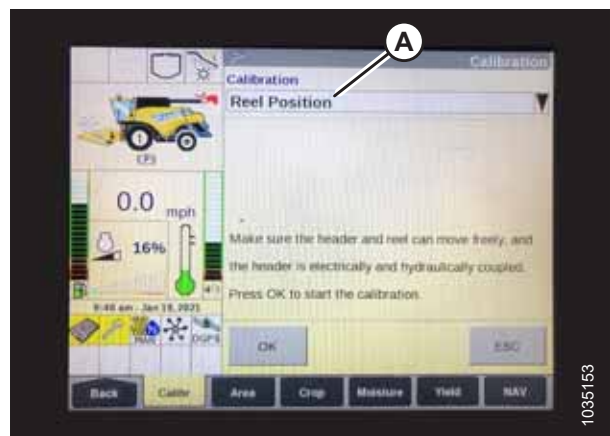 A
Calibration
Calibration
Reel Position
0.0 mph
16%
Make sure the header and reel can move freely, and
the header is electrically and hydraulically coupled.
Press OK to start the calibration.
9:48 am - Jan 19, 2021
MAN
DGPS
OK
ESC
Back
Calibr
Area
Crop
Moisture
Yield
NAV
1035153